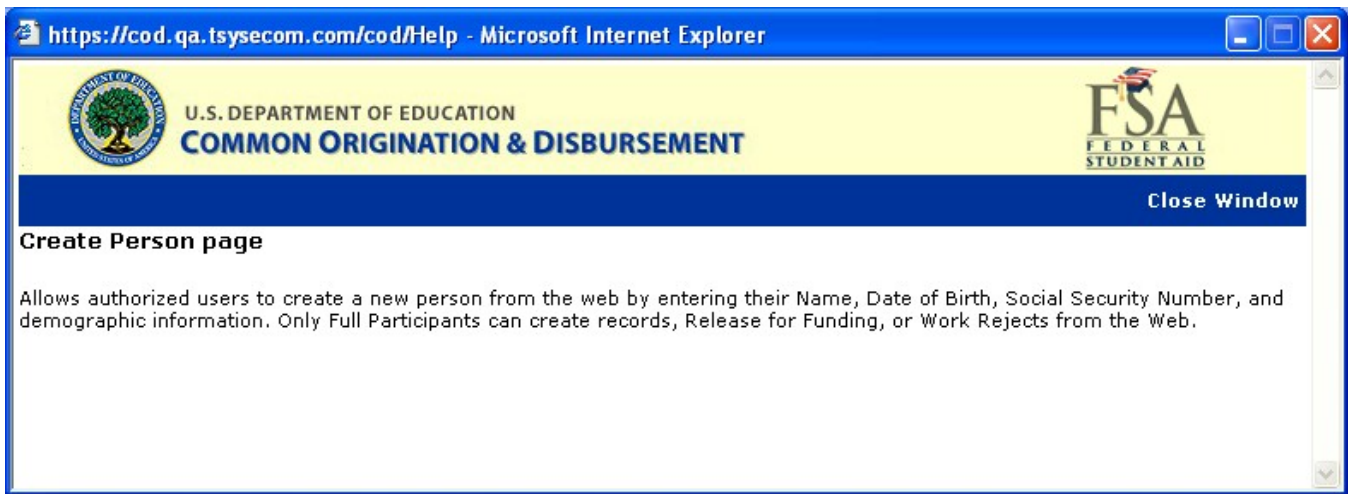 https://cod.qa.tsysecom.com/cod/Help - Microsoft Internet Explorer
U.S. DEPARTMENT OF EDUCATION
COMMON ORIGINATION & DISBURSEMENT
FSA
FEDERAL
STUDENT AID
Close Window
Create Person page
Allows authorized users to create a new person from the web by entering their Name, Date of Birth, Social Security Number, and
demographic information. Only Full Participants can create records, Release for Funding, or Work Rejects from the Web.